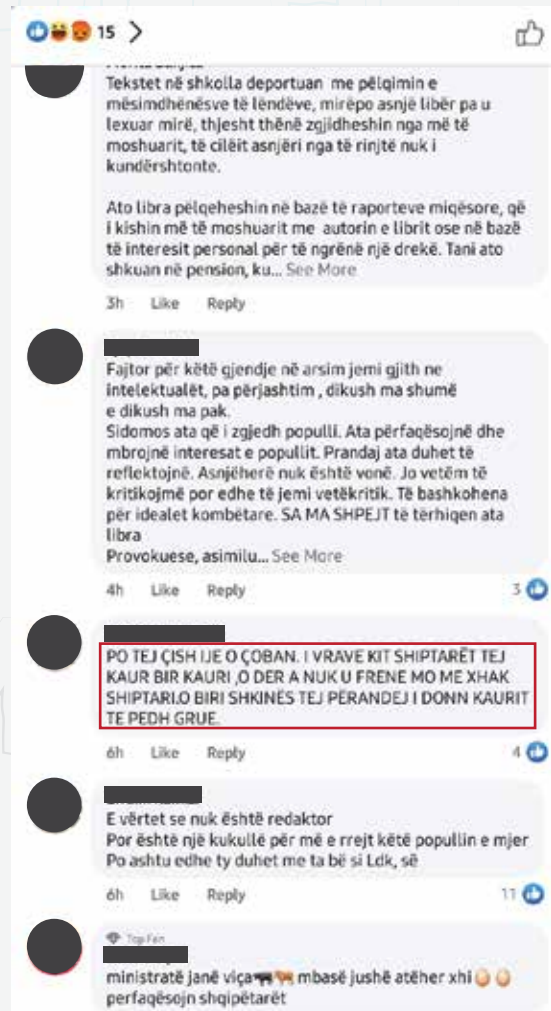 15
Tekstet në shkolla deportuan me pëlqimin e
mësimdhënësve të lëndëve, mirëpo asnjë libër pa u
lexuar mirë, thjesht thënë zgjidheshin nga më të
moshuarit, të cilëit asnjëri nga të rinjtë nuk i
kundërshtonte.
Ato libra pëlqeheshin në bazë të raporteve miqësore, që
i kishin më të moshuarit me autorin e librit ose në bazë
të interesit personal për të ngrënë një drekë. Tani ato
shkuan në pension, ku... See More
3h Like Reply
Fajtor për këtë gjendje në arsim jemi gjith ne
intelektualët, pa përjashtim , dikush ma shumë
e dikush ma pak.
Sidomos ata që i zgjedh populli. Ata përfaqësojnë dhe
mbrojnë interesat e popullit. Prandaj ata duhet të
reflektojnë. Asnjëherë nuk është vonë. Jo vetëm të
kritikojmë por edhe të jemi vetëkritik. Të bashkohena
për idealet kombëtare. SA MA SHPEJT të tërhiqen ata
libra
Provokuese, asimilu... See More
4h Like Reply 3
PO TEJ ÇISH IJE O ÇOBAN. I VRAVE KIT SHIPTARËT TEJ
KAUR BIR KAURI ,O DER A NUK U FRENE MO ME XHAK
SHIPTARI.O BIRI SHKINËS TEJ PERANDEJ I DONN KAURIT
TE PEDH GRUE.
6h Like Reply 4
E vërtet se nuk është redaktor
Por është një kukullë për më e rrejt këtë popullin e mjer
Po ashtu edhe ty duhet me ta bë si Ldk, së
6h Like Reply 11
Top Fan
ministratë janë viça🐄🐂 mbasë jushë atëher xhi🥚🥚
perfaqësojn shqipëtarët